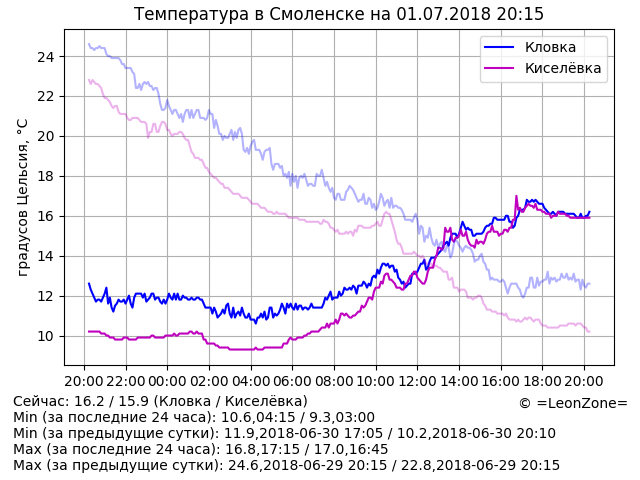 Температура в Смоленске на 01.07.2018 20:15
Кловка
Киселёвка
градусов Цельсия, °C
24
22
20
18
16
14
12
10
20:00 22:00 00:00 02:00 04:00 06:00 08:00 10:00 12:00 14:00 16:00 18:00 20:00
Сейчас: 16.2 / 15.9 (Кловка / Киселёвка)
© =LeonZone=
Min (за последние 24 часа): 10.6,04:15 / 9.3,03:00
Min (за предыдущие сутки): 11.9,2018-06-30 17:05 / 10.2,2018-06-30 20:10
Max (за последние 24 часа): 16.8,17:15 / 17.0,16:45
Max (за предыдущие сутки): 24.6,2018-06-29 20:15 / 22.8,2018-06-29 20:15